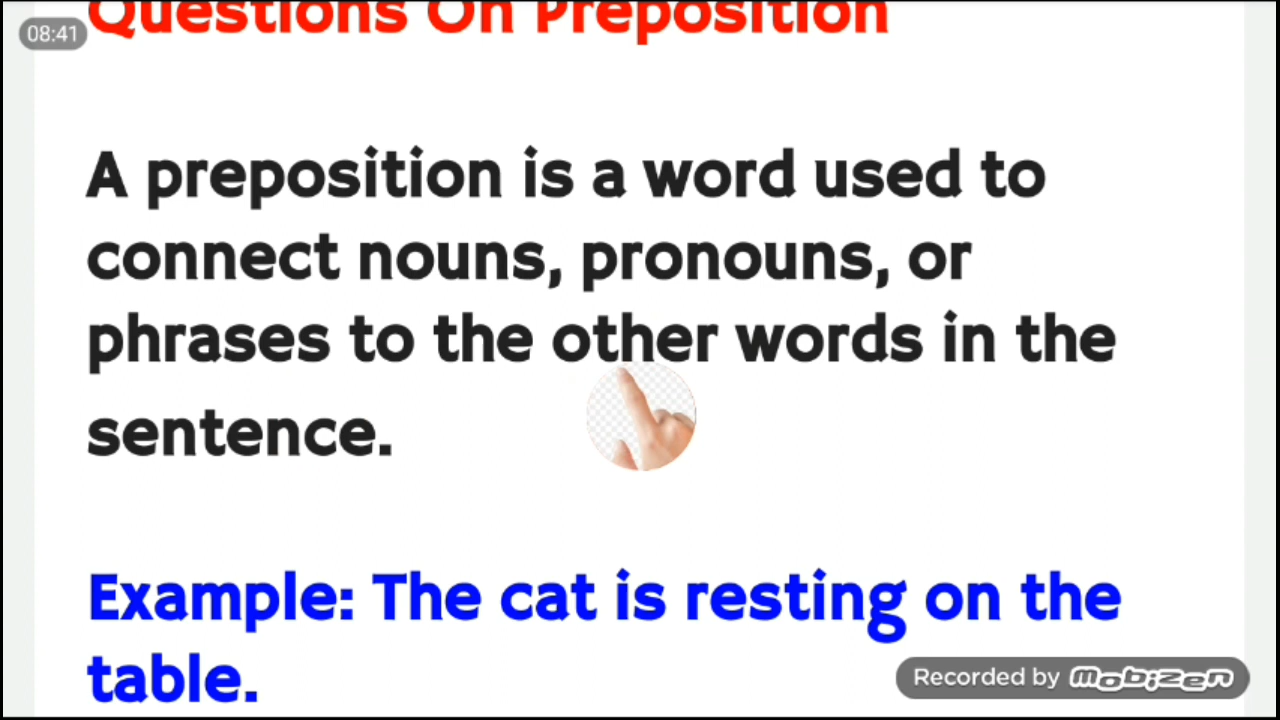 Questions On Preposition
08:41
A preposition is a word used to
connect nouns, pronouns, or
phrases to the other words in the
sentence.
Example: The cat is resting on the
table.
Recorded by mobizen